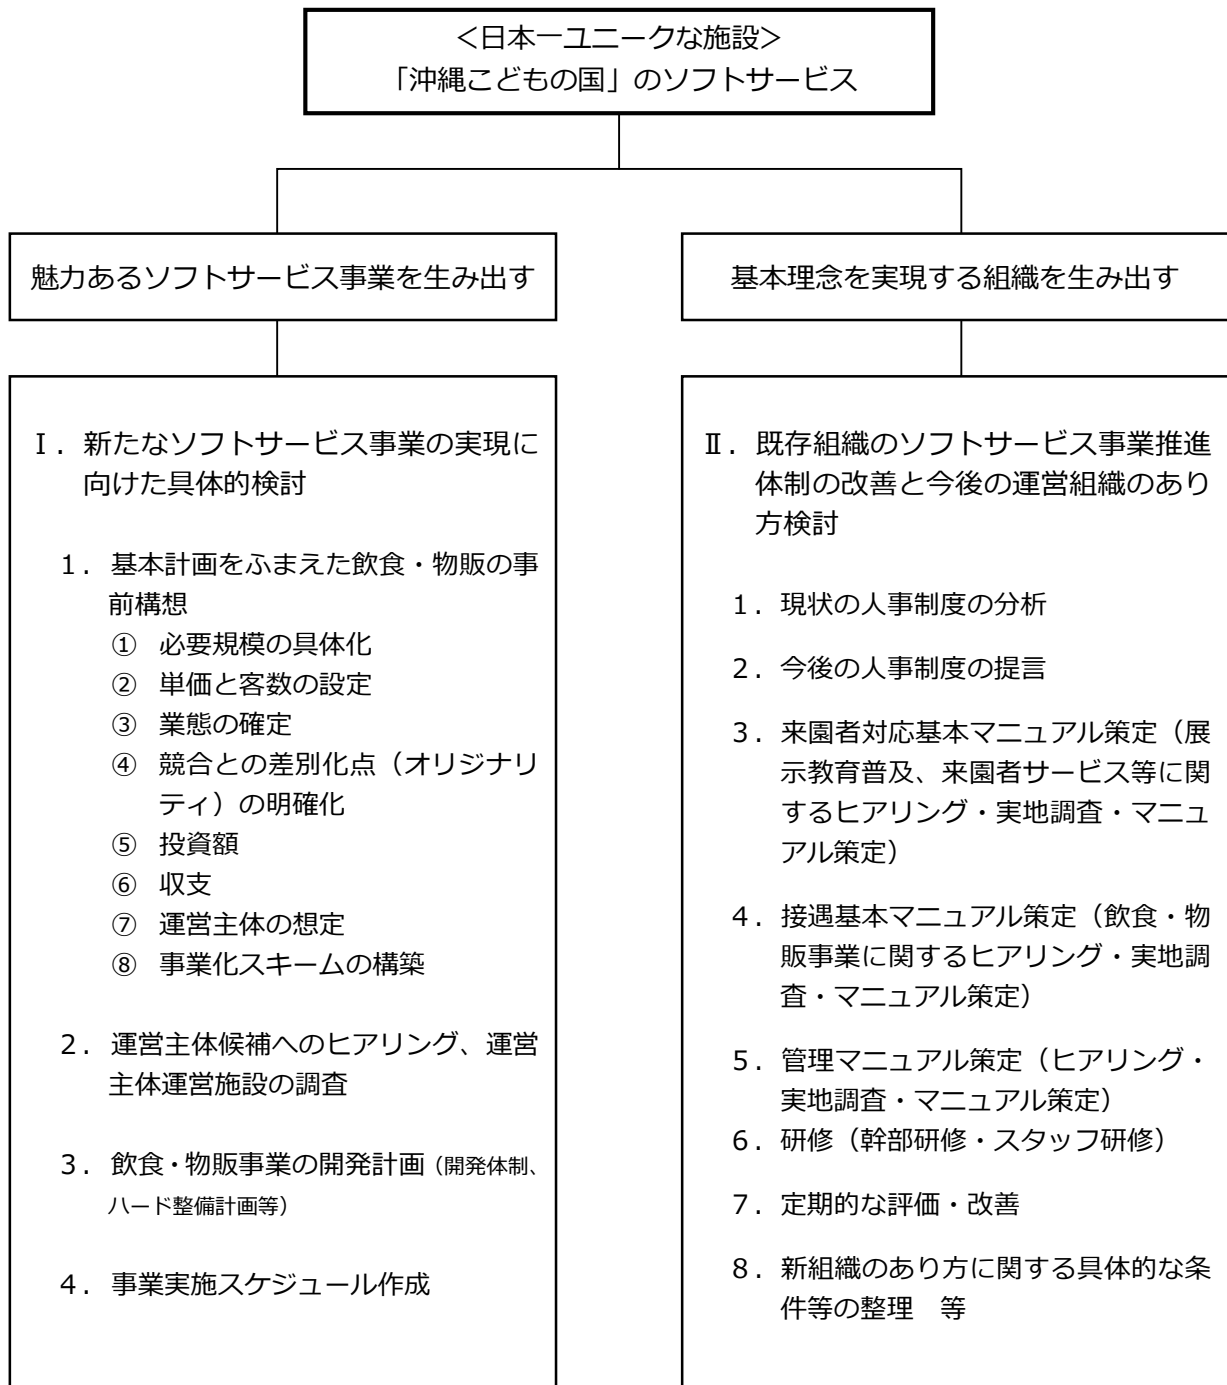 <日本一ユニークな施設>
「沖縄こどもの国」のソフトサービス
魅力あるソフトサービス事業を生み出す
基本理念を実現する組織を生み出す
Ⅰ．新たなソフトサービス事業の実現に
向けた具体的検討
１．基本計画をふまえた飲食・物販の事
前構想
① 必要規模の具体化
② 単価と客数の設定
③ 業態の確定
④ 競合との差別化点（オリジナリ
ティ）の明確化
⑤ 投資額
⑥ 収支
⑦ 運営主体の想定
⑧ 事業化スキームの構築
２．運営主体候補へのヒアリング、運営
主体運営施設の調査
３．飲食・物販事業の開発計画（開発体制、
ハード整備計画等）
４．事業実施スケジュール作成
Ⅱ．既存組織のソフトサービス事業推進
体制の改善と今後の運営組織のあり
方検討
１．現状の人事制度の分析
２．今後の人事制度の提言
３．来園者対応基本マニュアル策定（展
示教育普及、来園者サービス等に関
するヒアリング・実地調査・マニュ
アル策定）
４．接遇基本マニュアル策定（飲食・物
販事業に関するヒアリング・実地調
査・マニュアル策定）
５．管理マニュアル策定（ヒアリング・
実地調査・マニュアル策定）
６．研修（幹部研修・スタッフ研修）
７．定期的な評価・改善
８．新組織のあり方に関する具体的な条
件等の整理　等